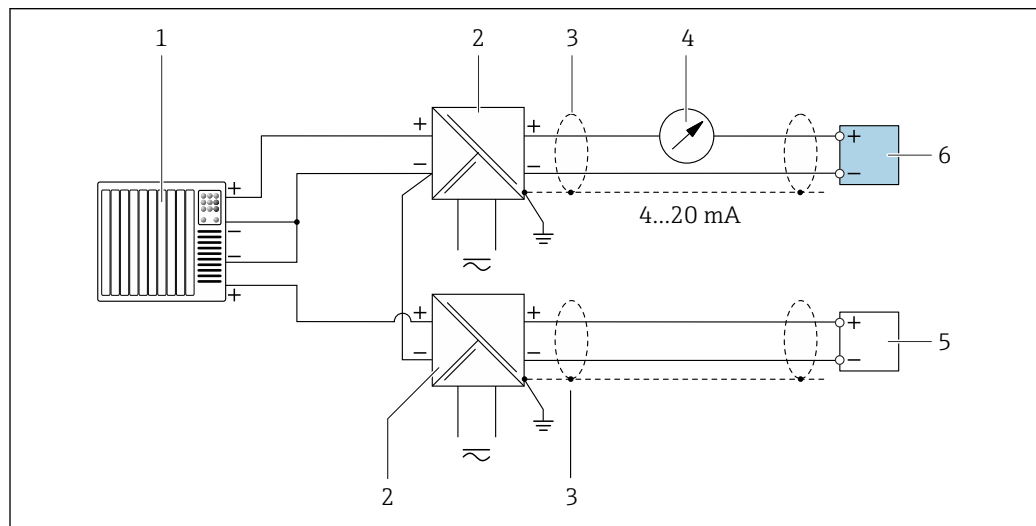 1 2 3 4
+ +
− −
+ +
− − 6
− 4...20 mA
−
+
+ + +
5
− − −
2 3